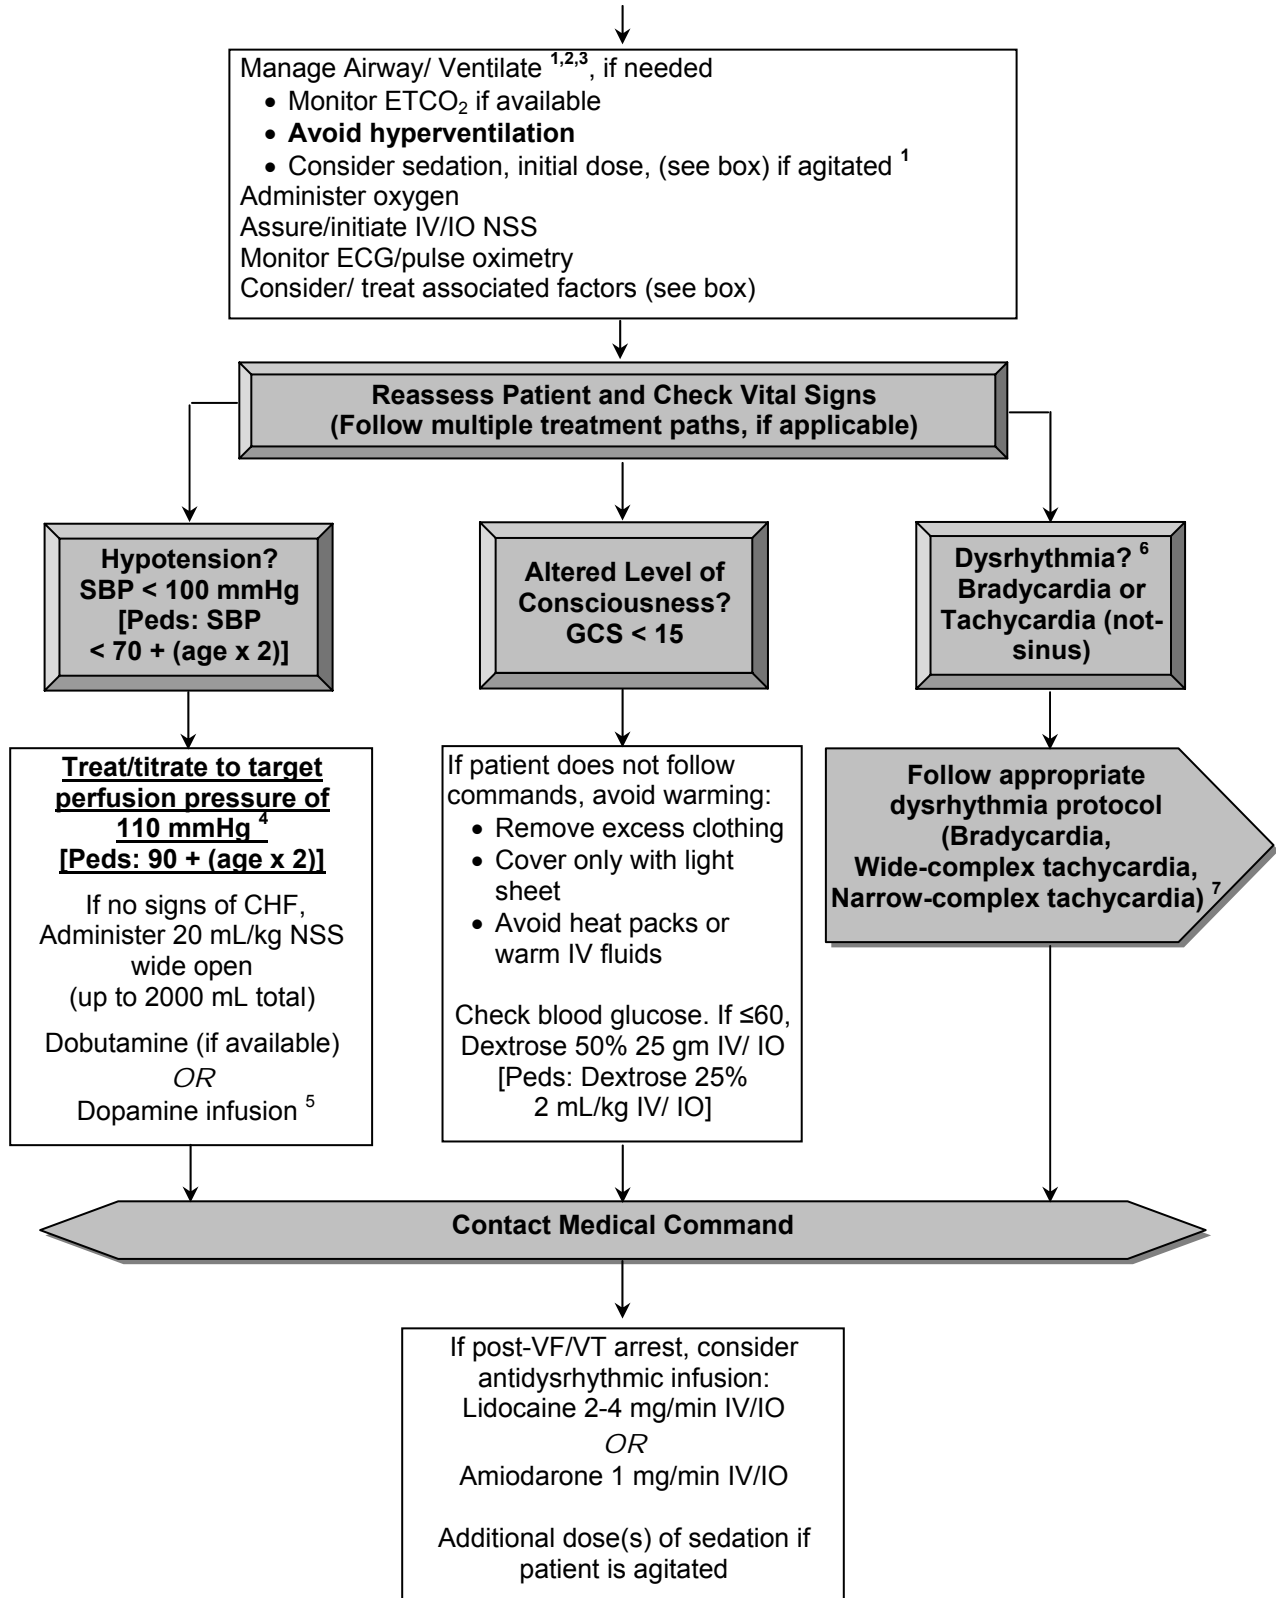 Manage Airway/ Ventilate 1,2,3, if needed
• Monitor ETCO2 if available
• Avoid hyperventilation
• Consider sedation, initial dose, (see box) if agitated 1
Administer oxygen
Assure/initiate IV/IO NSS
Monitor ECG/pulse oximetry
Consider/ treat associated factors (see box)
Reassess Patient and Check Vital Signs
(Follow multiple treatment paths, if applicable)
Hypotension?
SBP < 100 mmHg
[Peds: SBP
< 70 + (age x 2)]
Altered Level of
Consciousness?
GCS < 15
Dysrhythmia? 6
Bradycardia or
Tachycardia (not-
sinus)
Treat/titrate to target
perfusion pressure of
110 mmHg 4
[Peds: 90 + (age x 2)]
If no signs of CHF,
Administer 20 mL/kg NSS
wide open
(up to 2000 mL total)
Dobutamine (if available)
OR
Dopamine infusion 5
If patient does not follow
commands, avoid warming:
• Remove excess clothing
• Cover only with light
sheet
• Avoid heat packs or
warm IV fluids
Check blood glucose. If ≤60,
Dextrose 50% 25 gm IV/ IO
[Peds: Dextrose 25%
2 mL/kg IV/ IO]
Follow appropriate
dysrhythmia protocol
(Bradycardia,
Wide-complex tachycardia,
Narrow-complex tachycardia) 7
Contact Medical Command
If post-VF/VT arrest, consider
antidysrhythmic infusion:
Lidocaine 2-4 mg/min IV/IO
OR
Amiodarone 1 mg/min IV/IO
Additional dose(s) of sedation if
patient is agitated